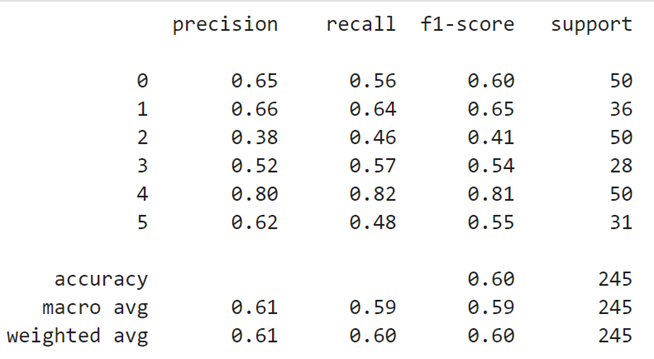 precision recall f1-score support
0 0.65 0.56 0.60 50
1 0.66 0.64 0.65 36
2 0.38 0.46 0.41 50
3 0.52 0.57 0.54 28
4 0.80 0.82 0.81 50
5 0.62 0.48 0.55 31
accuracy 0.60 245
macro avg 0.61 0.59 0.59 245
weighted avg 0.61 0.60 0.60 245